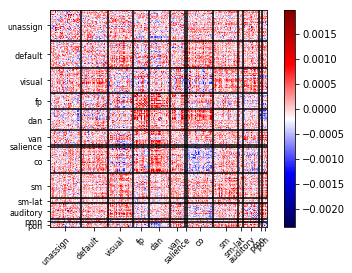 unassign
default
visual
fp
dan
van
salience
co
sm
sm-lat
auditory
pmn
pon
unassign
default
visual
fp
dan
van
salience
co
sm
sm-lat
auditory
pon
0.0015
0.0010
0.0005
0.0000
−0.0005
−0.0010
−0.0015
−0.0020